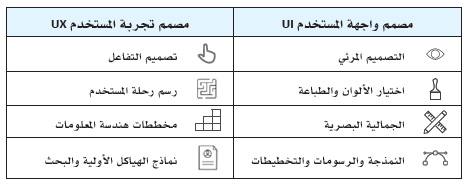 مصمم واجهة المستخدم UI
مصمم تجربة المستخدم UX
التصميم المرئي
تصميم التفاعل
اختيار الألوان والطباعة
رسم رحلة المستخدم
الجمالية البصرية
مخططات هندسة المعلومات
النمذجة والرسومات والتخطيطات
نماذج الهياكل الأولية والبحث